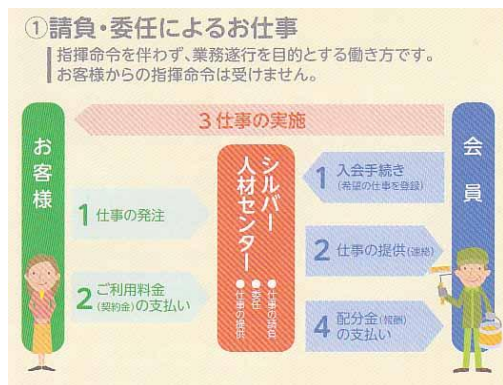 ①請負・委任によるお仕事
指揮命令を伴わず、業務遂行を目的とする働き方です。
お客様からの指揮命令は受けません。
3 仕事の実施
お客様
1 仕事の発注
2 ご利用料金
(契約金)の支払い
シルバー
人材センター
●仕事の請負
●委任
●仕事の提供
会員
1 入会手続き
(希望の仕事を登録)
2 仕事の提供(連絡)
4 配分金(報酬)
の支払い